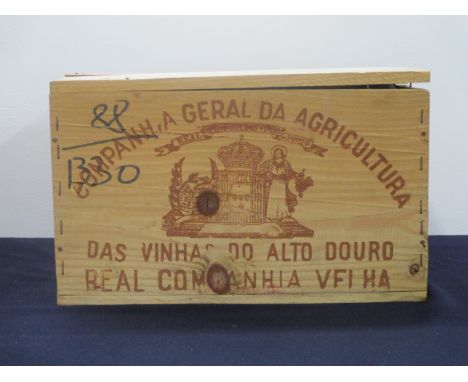 88
1330
COMPANHIA GERAL DA AGRICULTURA
DAS VINHAS DO ALTO DOURO
REAL COMPANHIA VELHA